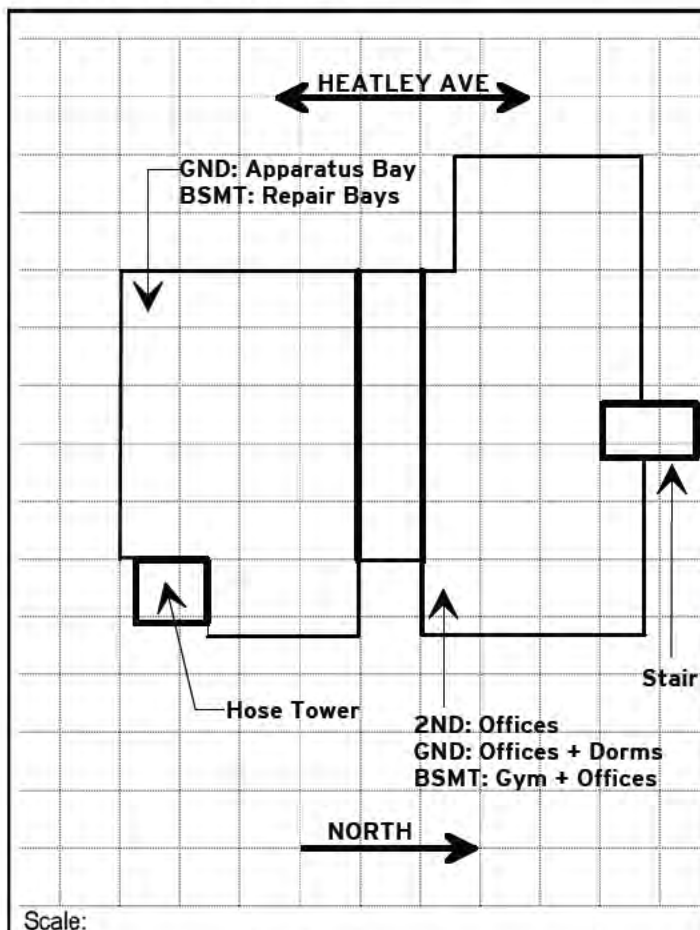 HEATLEY AVE
GND: Apparatus Bay
BSMT: Repair Bays
Stair
Hose Tower
2ND: Offices
GND: Offices + Dorms
BSMT: Gym + Offices
NORTH
Scale: